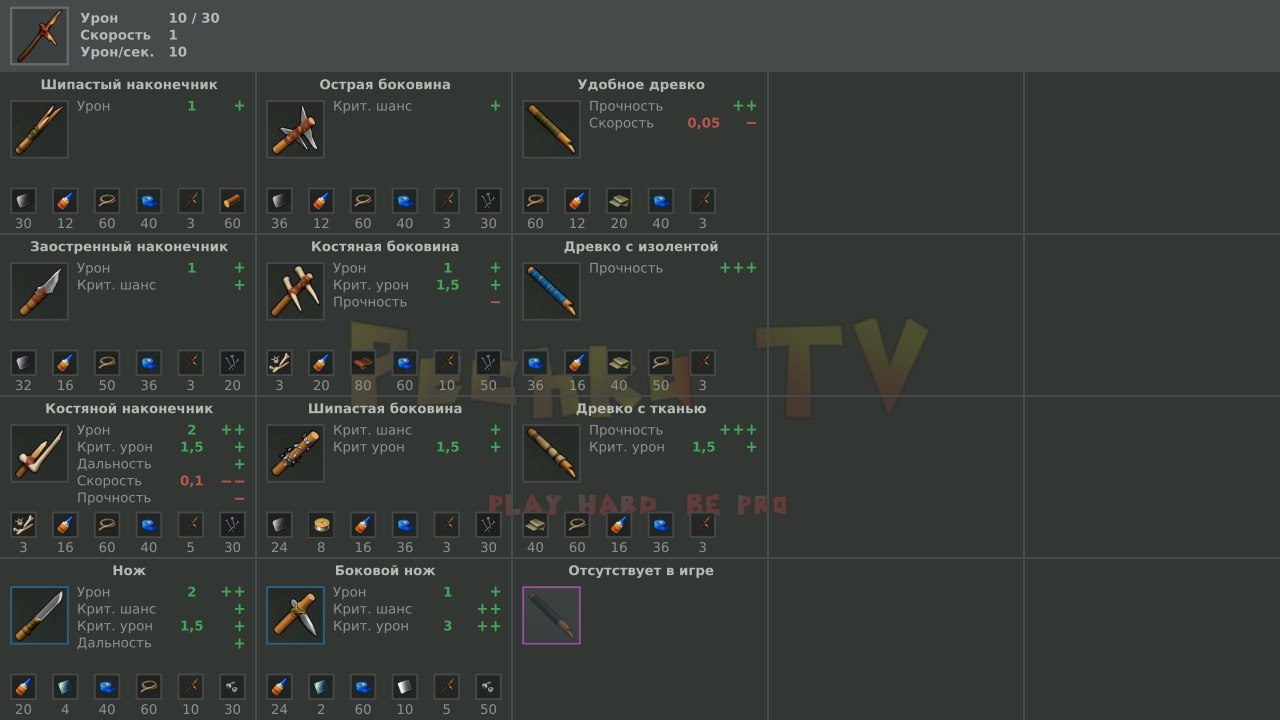 Урон 10 / 30
Скорость 1
Урон/сек. 10
Шипастый наконечник
Урон 1 +
30 12 60 40 3 60
Острая боковина
Крит. шанс +
36 12 60 40 3 30
Удобное древко
Прочность ++
Скорость 0,05 −
60 12 20 40 3
Заостренный наконечник
Урон 1 +
Крит. шанс +
32 16 50 36 3 20
Костяная боковина
Урон 1 +
Крит. урон 1,5 +
Прочность −
3 20 80 60 10 50
Древко с изолентой
Прочность +++
36 16 40 50 3
Костяной наконечник
Урон 2 ++
Крит. урон 1,5 +
Дальность +
Скорость 0,1 −−
Прочность −
3 16 60 40 5 30
Шипастая боковина
Крит. шанс +
Крит урон 1,5 +
24 8 16 36 3 30
Древко с тканью
Прочность +++
Крит. урон 1,5 +
40 60 16 36 3
Нож
Урон 2 ++
Крит. шанс +
Крит. урон 1,5 +
Дальность +
20 4 40 60 10 30
Боковой нож
Урон 1 +
Крит. шанс ++
Крит. урон 3 ++
24 2 60 10 5 50
Отсутствует в игре
Pechka TV
PLAY HARD BE PRO